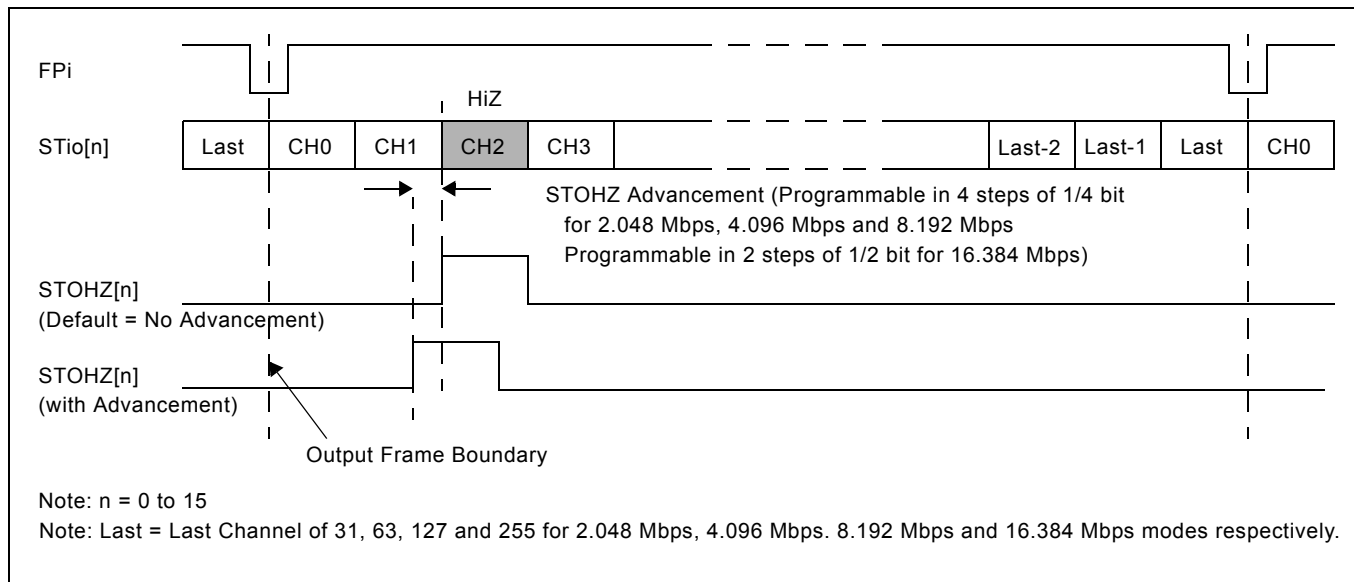 FPi
HiZ
STio[n]
Last
CH0
CH1
CH2
CH3
Last-2
Last-1
Last
CH0
STOHZ Advancement (Programmable in 4 steps of 1/4 bit
for 2.048 Mbps, 4.096 Mbps and 8.192 Mbps
Programmable in 2 steps of 1/2 bit for 16.384 Mbps)
STOHZ[n]
(Default = No Advancement)
STOHZ[n]
(with Advancement)
Output Frame Boundary
Note: n = 0 to 15
Note: Last = Last Channel of 31, 63, 127 and 255 for 2.048 Mbps, 4.096 Mbps. 8.192 Mbps and 16.384 Mbps modes respectively.